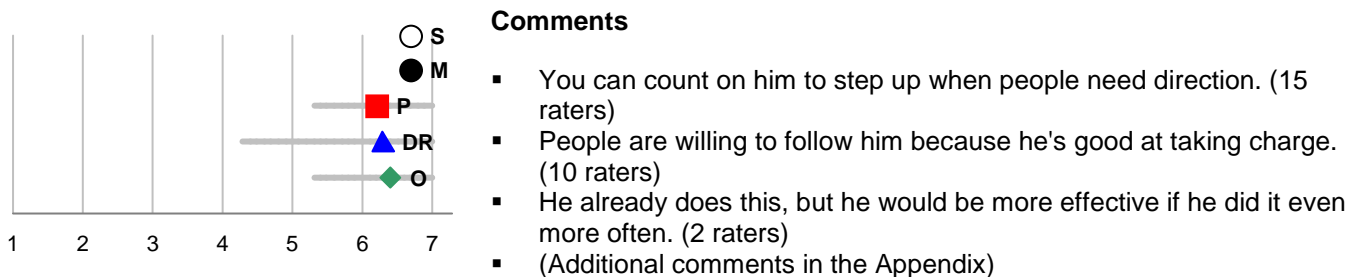 S
M
P
DR
O
1 2 3 4 5 6 7
Comments
▪ You can count on him to step up when people need direction. (15
raters)
▪ People are willing to follow him because he's good at taking charge.
(10 raters)
▪ He already does this, but he would be more effective if he did it even
more often. (2 raters)
▪ (Additional comments in the Appendix)